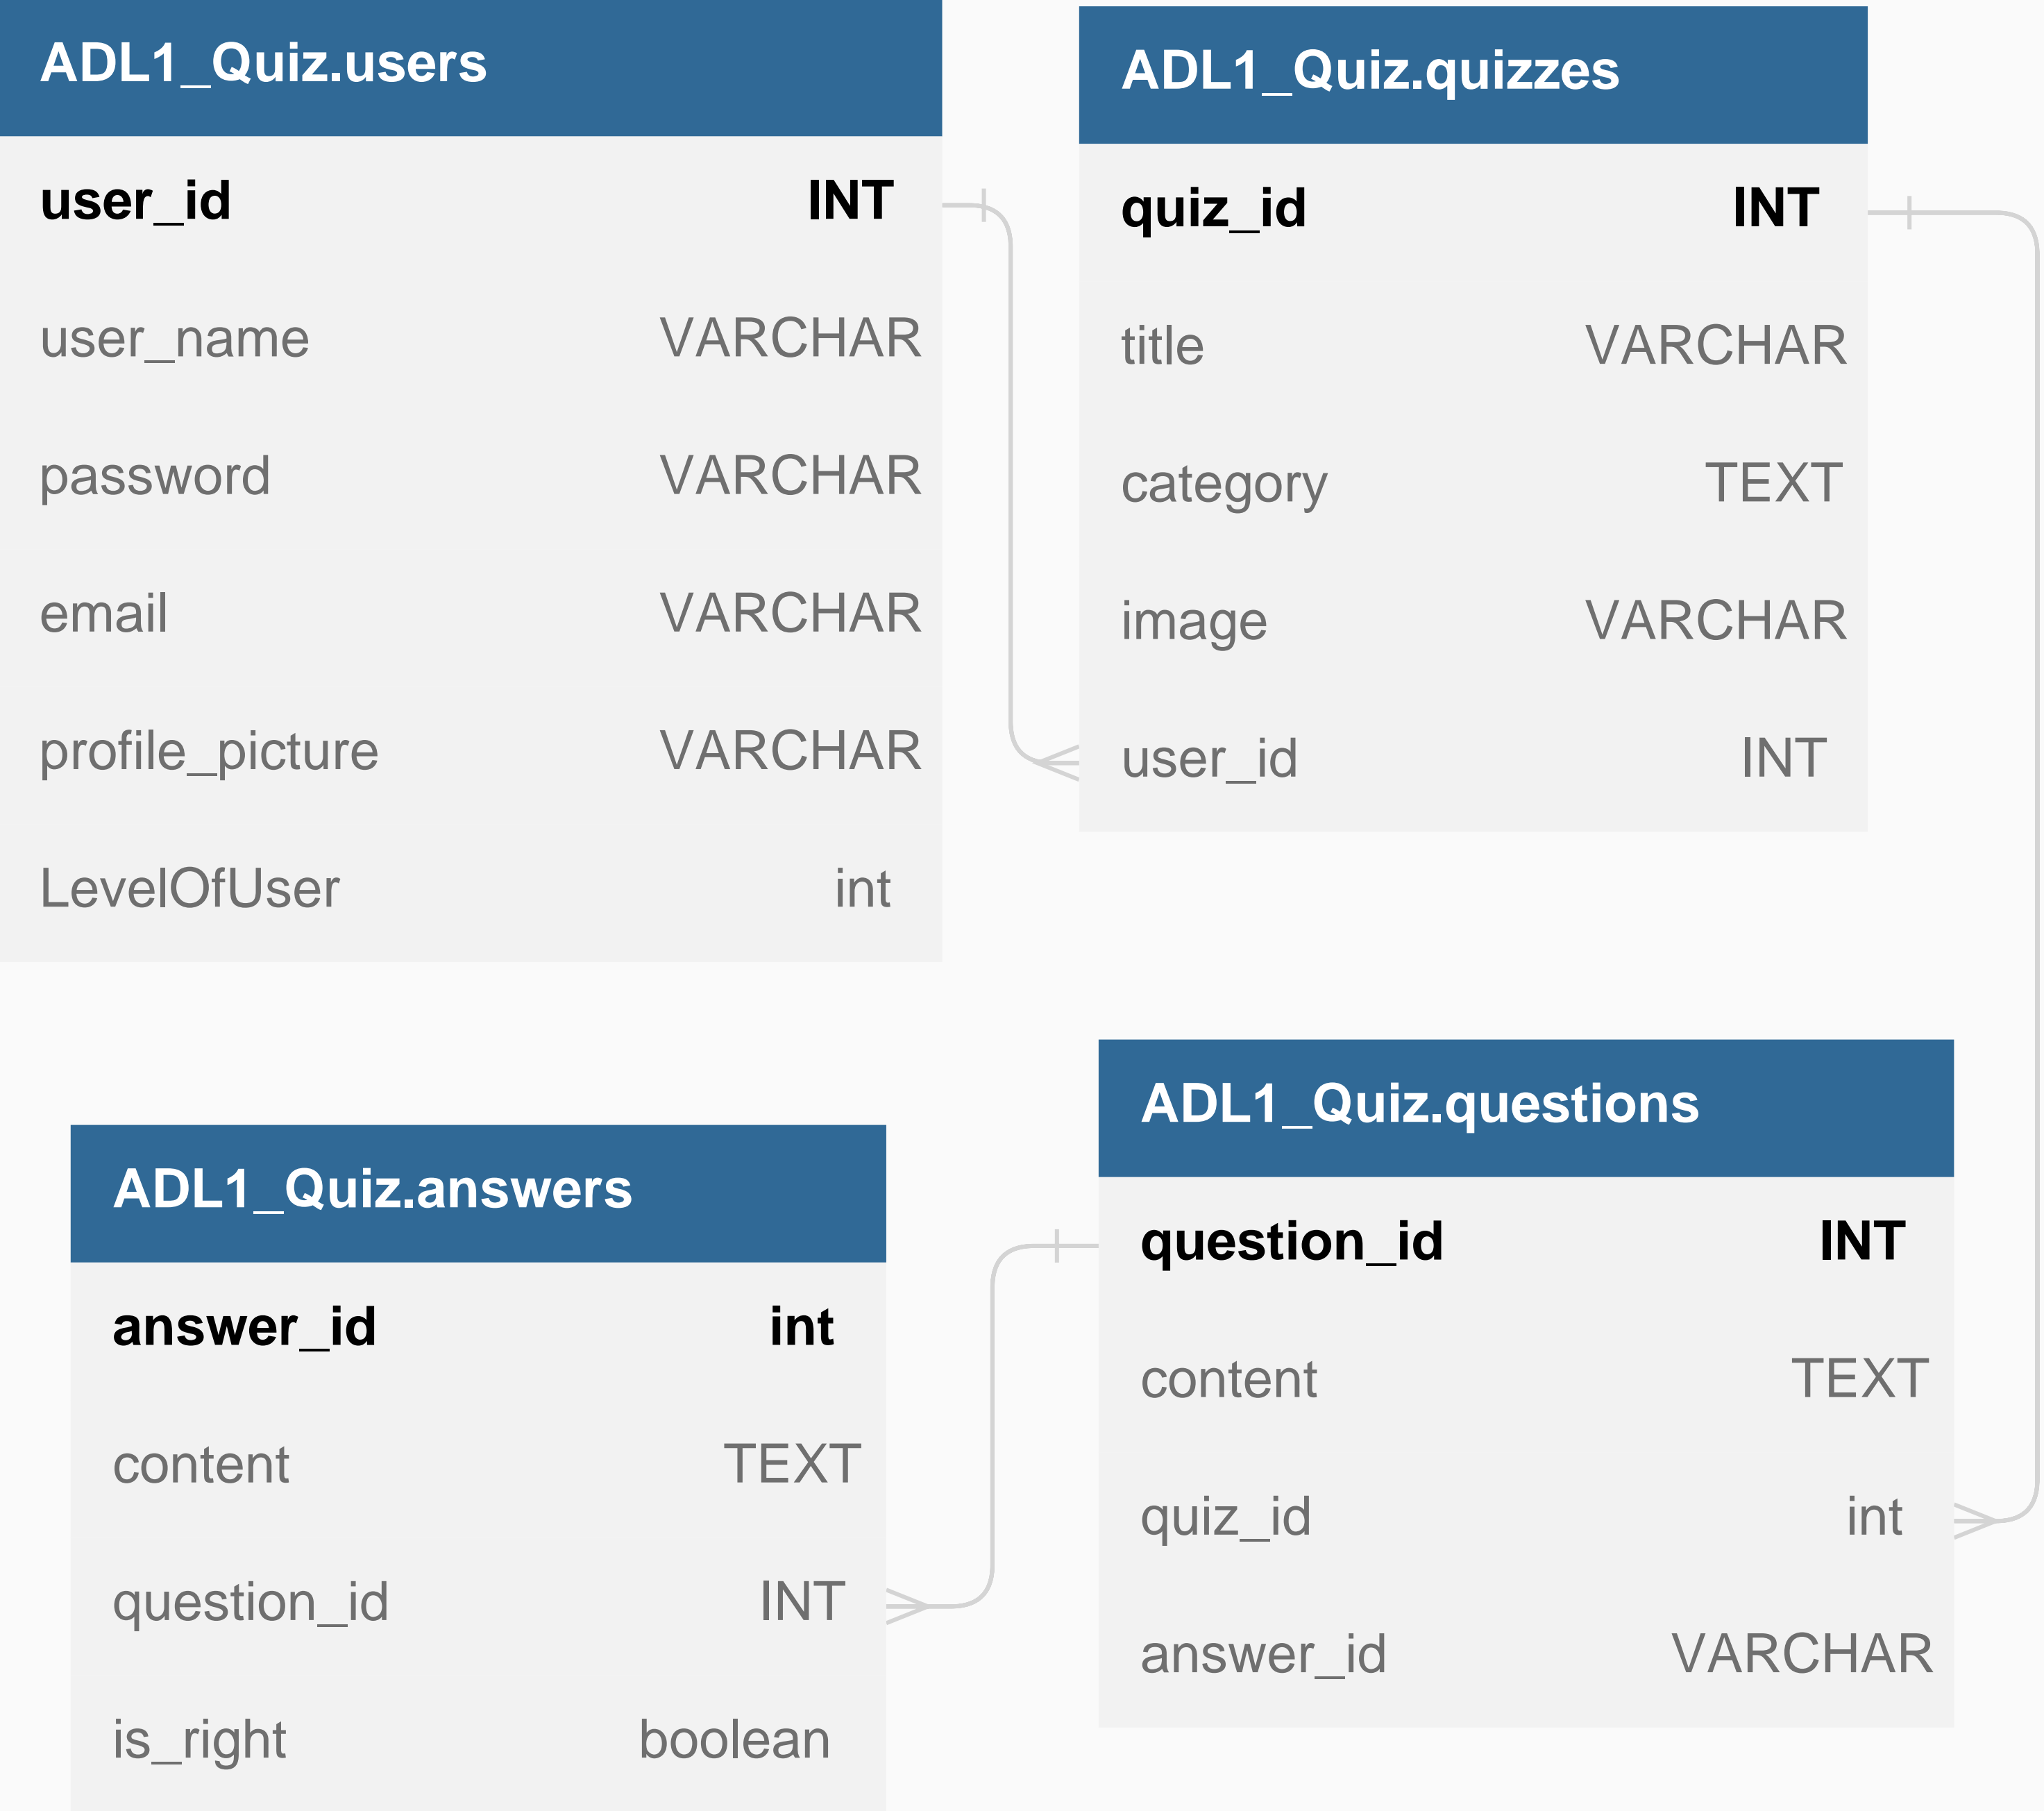 ADL1_Quiz.users
user_id INT
user_name VARCHAR
password VARCHAR
email VARCHAR
profile_picture VARCHAR
LevelOfUser int
ADL1_Quiz.quizzes
quiz_id INT
title VARCHAR
category TEXT
image VARCHAR
user_id INT
ADL1_Quiz.answers
answer_id int
content TEXT
question_id INT
is_right boolean
ADL1_Quiz.questions
question_id INT
content TEXT
quiz_id int
answer_id VARCHAR